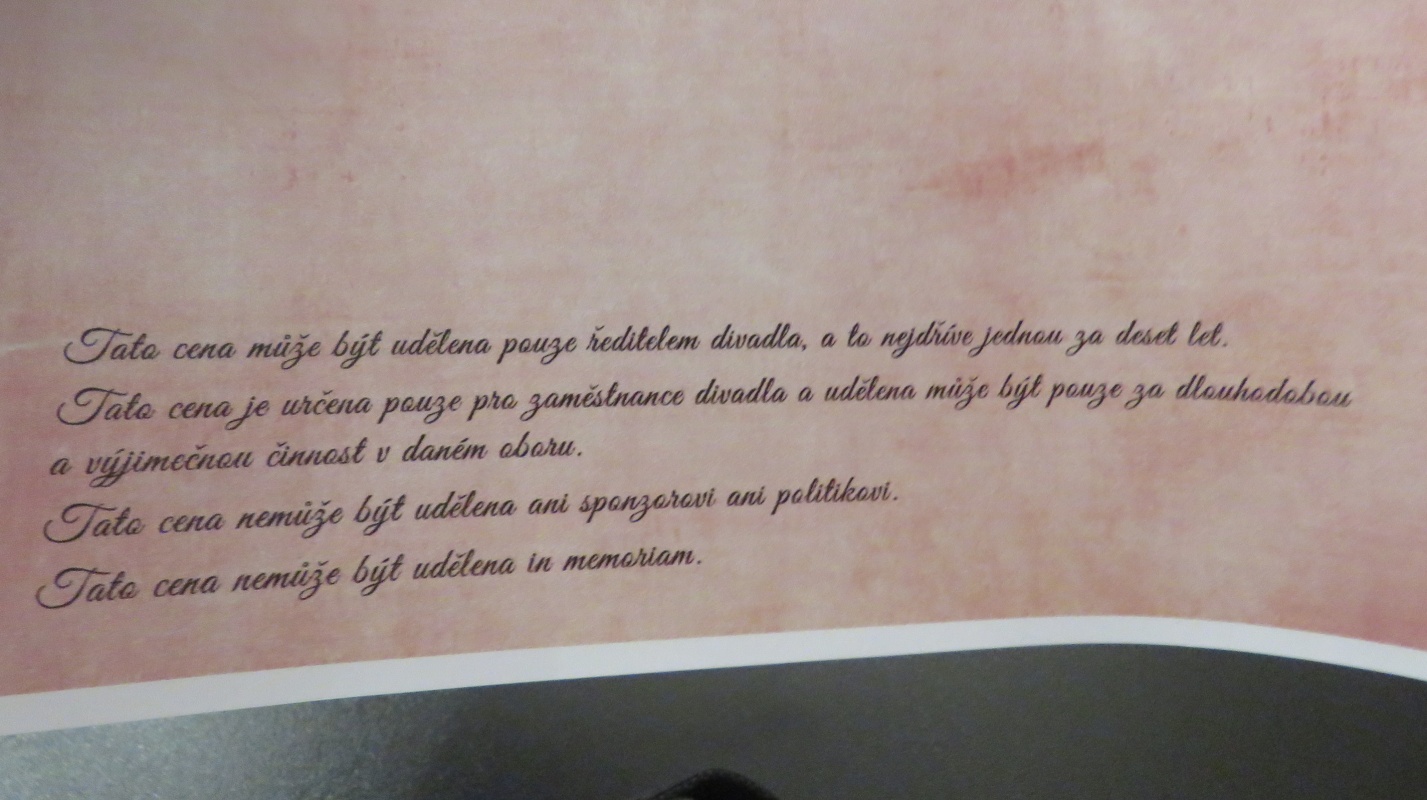 Tato cena může být udělena pouze ředitelem divadla, a to nejdříve jednou za deset let.
Tato cena je určena pouze pro zaměstnance divadla a udělena může být pouze za dlouhodobou
a výjimečnou činnost v daném oboru.
Tato cena nemůže být udělena ani sponzorovi ani politikovi.
Tato cena nemůže být udělena in memoriam.